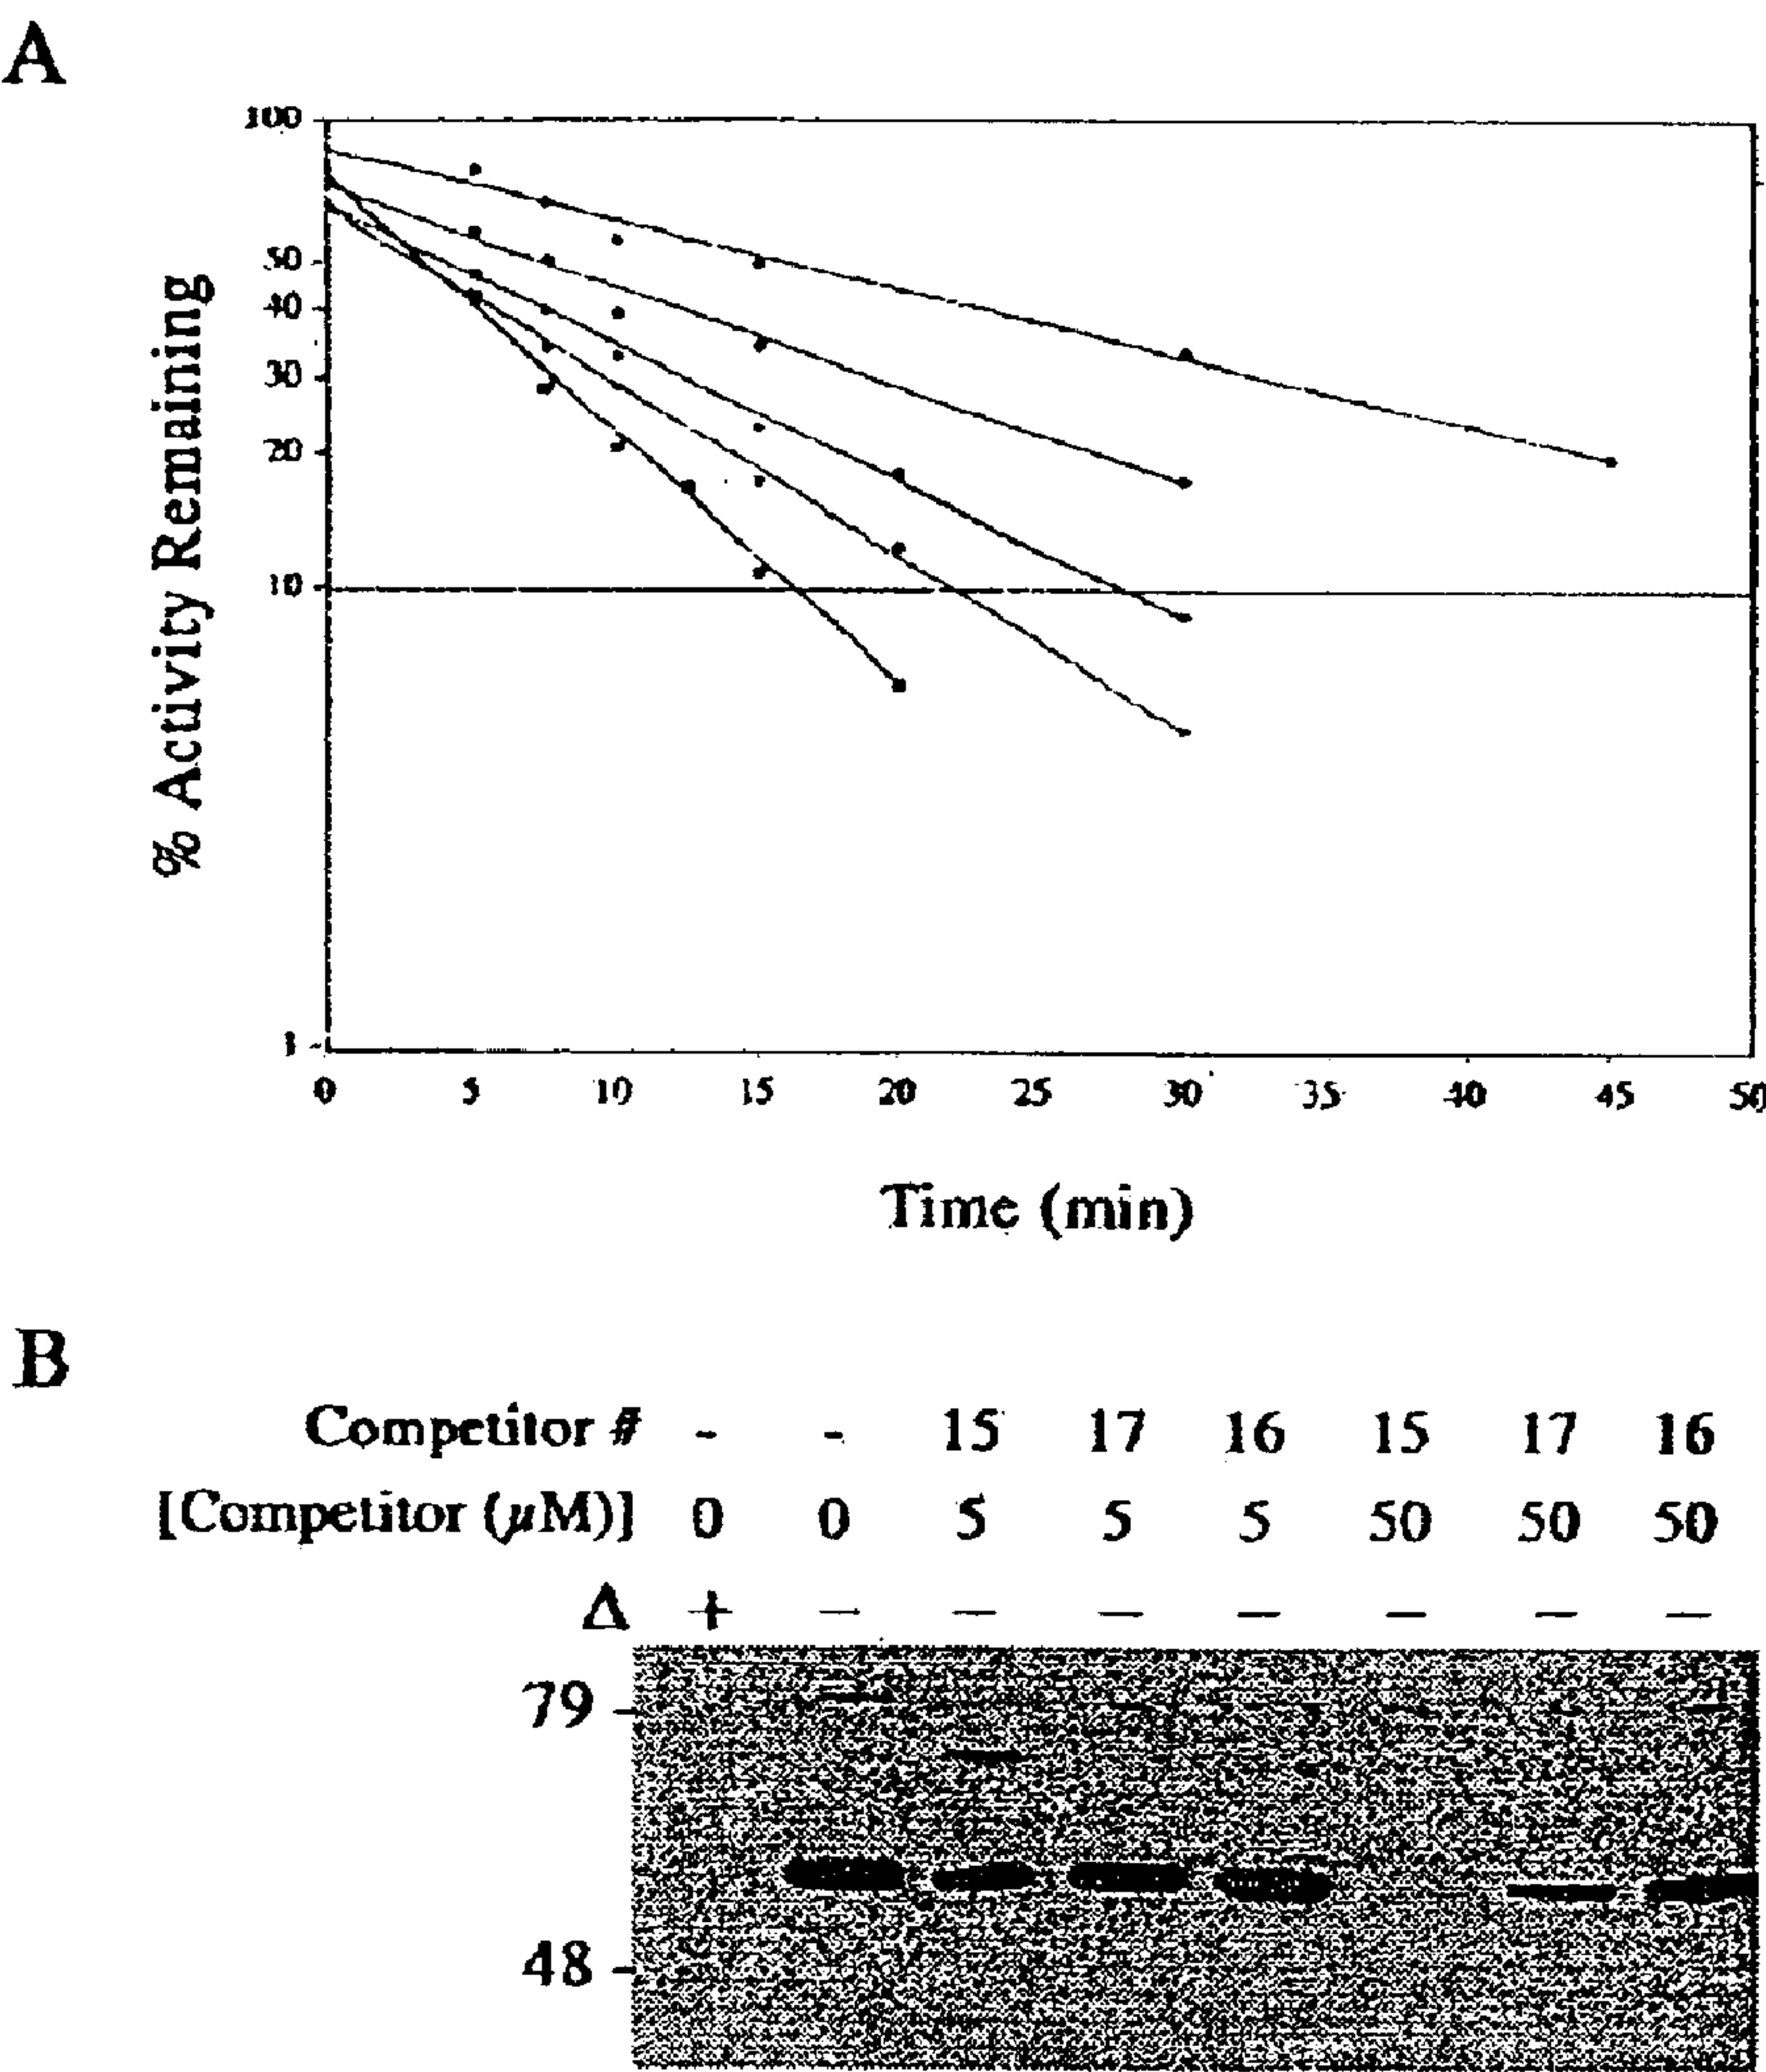 A
100
50
40
30
20
10
1
% Activity Remaining
0 5 10 15 20 25 30 35 40 45 50
Time (min)
B
Competitor # - - 15 17 16 15 17 16
[Competitor (µM)] 0 0 5 5 5 50 50 50
Δ + − − − − − − −
79 -
48 -